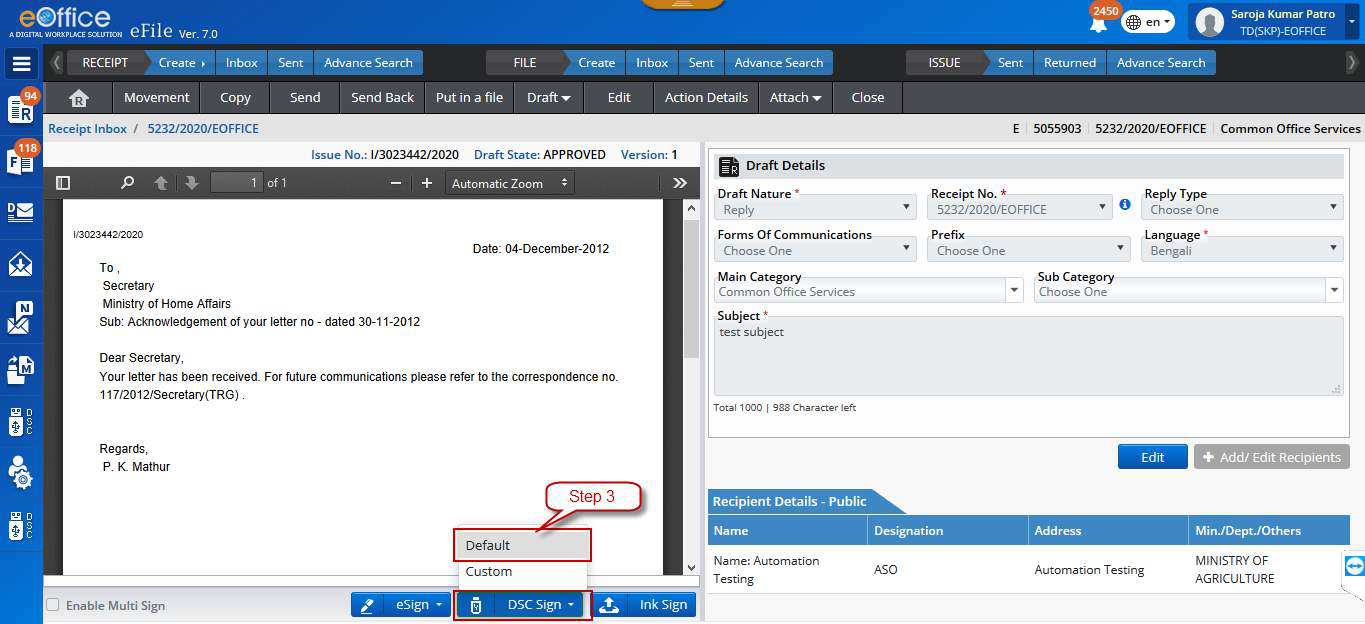 eOffice
A DIGITAL WORKPLACE SOLUTION
eFile Ver. 7.0
2450
en
Saroja Kumar Patro
TD(SKP)-EOFFICE
RECEIPT Create Inbox Sent Advance Search
FILE Create Inbox Sent Advance Search
ISSUE Sent Returned Advance Search
R Movement Copy Send Send Back Put in a file Draft Edit Action Details Attach Close
94
R
118
F
D
N
M
DSC
DSC
Receipt Inbox / 5232/2020/EOFFICE
E 5055903 5232/2020/EOFFICE Common Office Services
Issue No.: I/3023442/2020 Draft State: APPROVED Version: 1
1 of 1
Automatic Zoom
I/3023442/2020
Date: 04-December-2012
To ,
Secretary
Ministry of Home Affairs
Sub: Acknowledgement of your letter no - dated 30-11-2012
Dear Secretary,
Your letter has been received. For future communications please refer to the correspondence no.
117/2012/Secretary(TRG) .
Regards,
P. K. Mathur
Step 3
Default
Custom
Enable Multi Sign
eSign DSC Sign Ink Sign
Draft Details
Draft Nature * Receipt No. * Reply Type
Reply 5232/2020/EOFFICE Choose One
Forms Of Communications Prefix Language *
Choose One Choose One Bengali
Main Category Sub Category
Common Office Services Choose One
Subject *
test subject
Total 1000 | 988 Character left
Edit + Add/ Edit Recipients
Recipient Details - Public
Name Designation Address Min./Dept./Others
Name: Automation Testing ASO Automation Testing MINISTRY OF AGRICULTURE